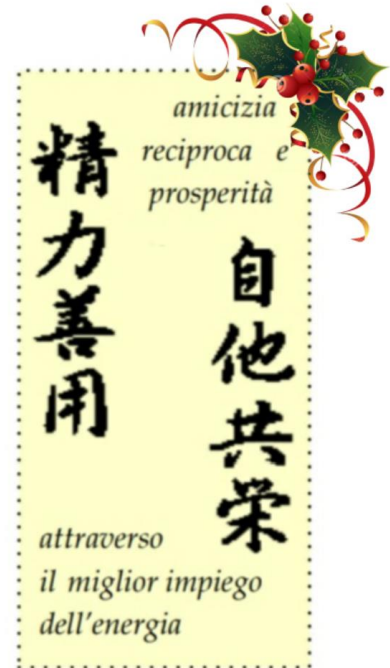 amicizia
reciproca e
prosperità
自他共栄
精力善用
attraverso
il miglior impiego
dell'energia